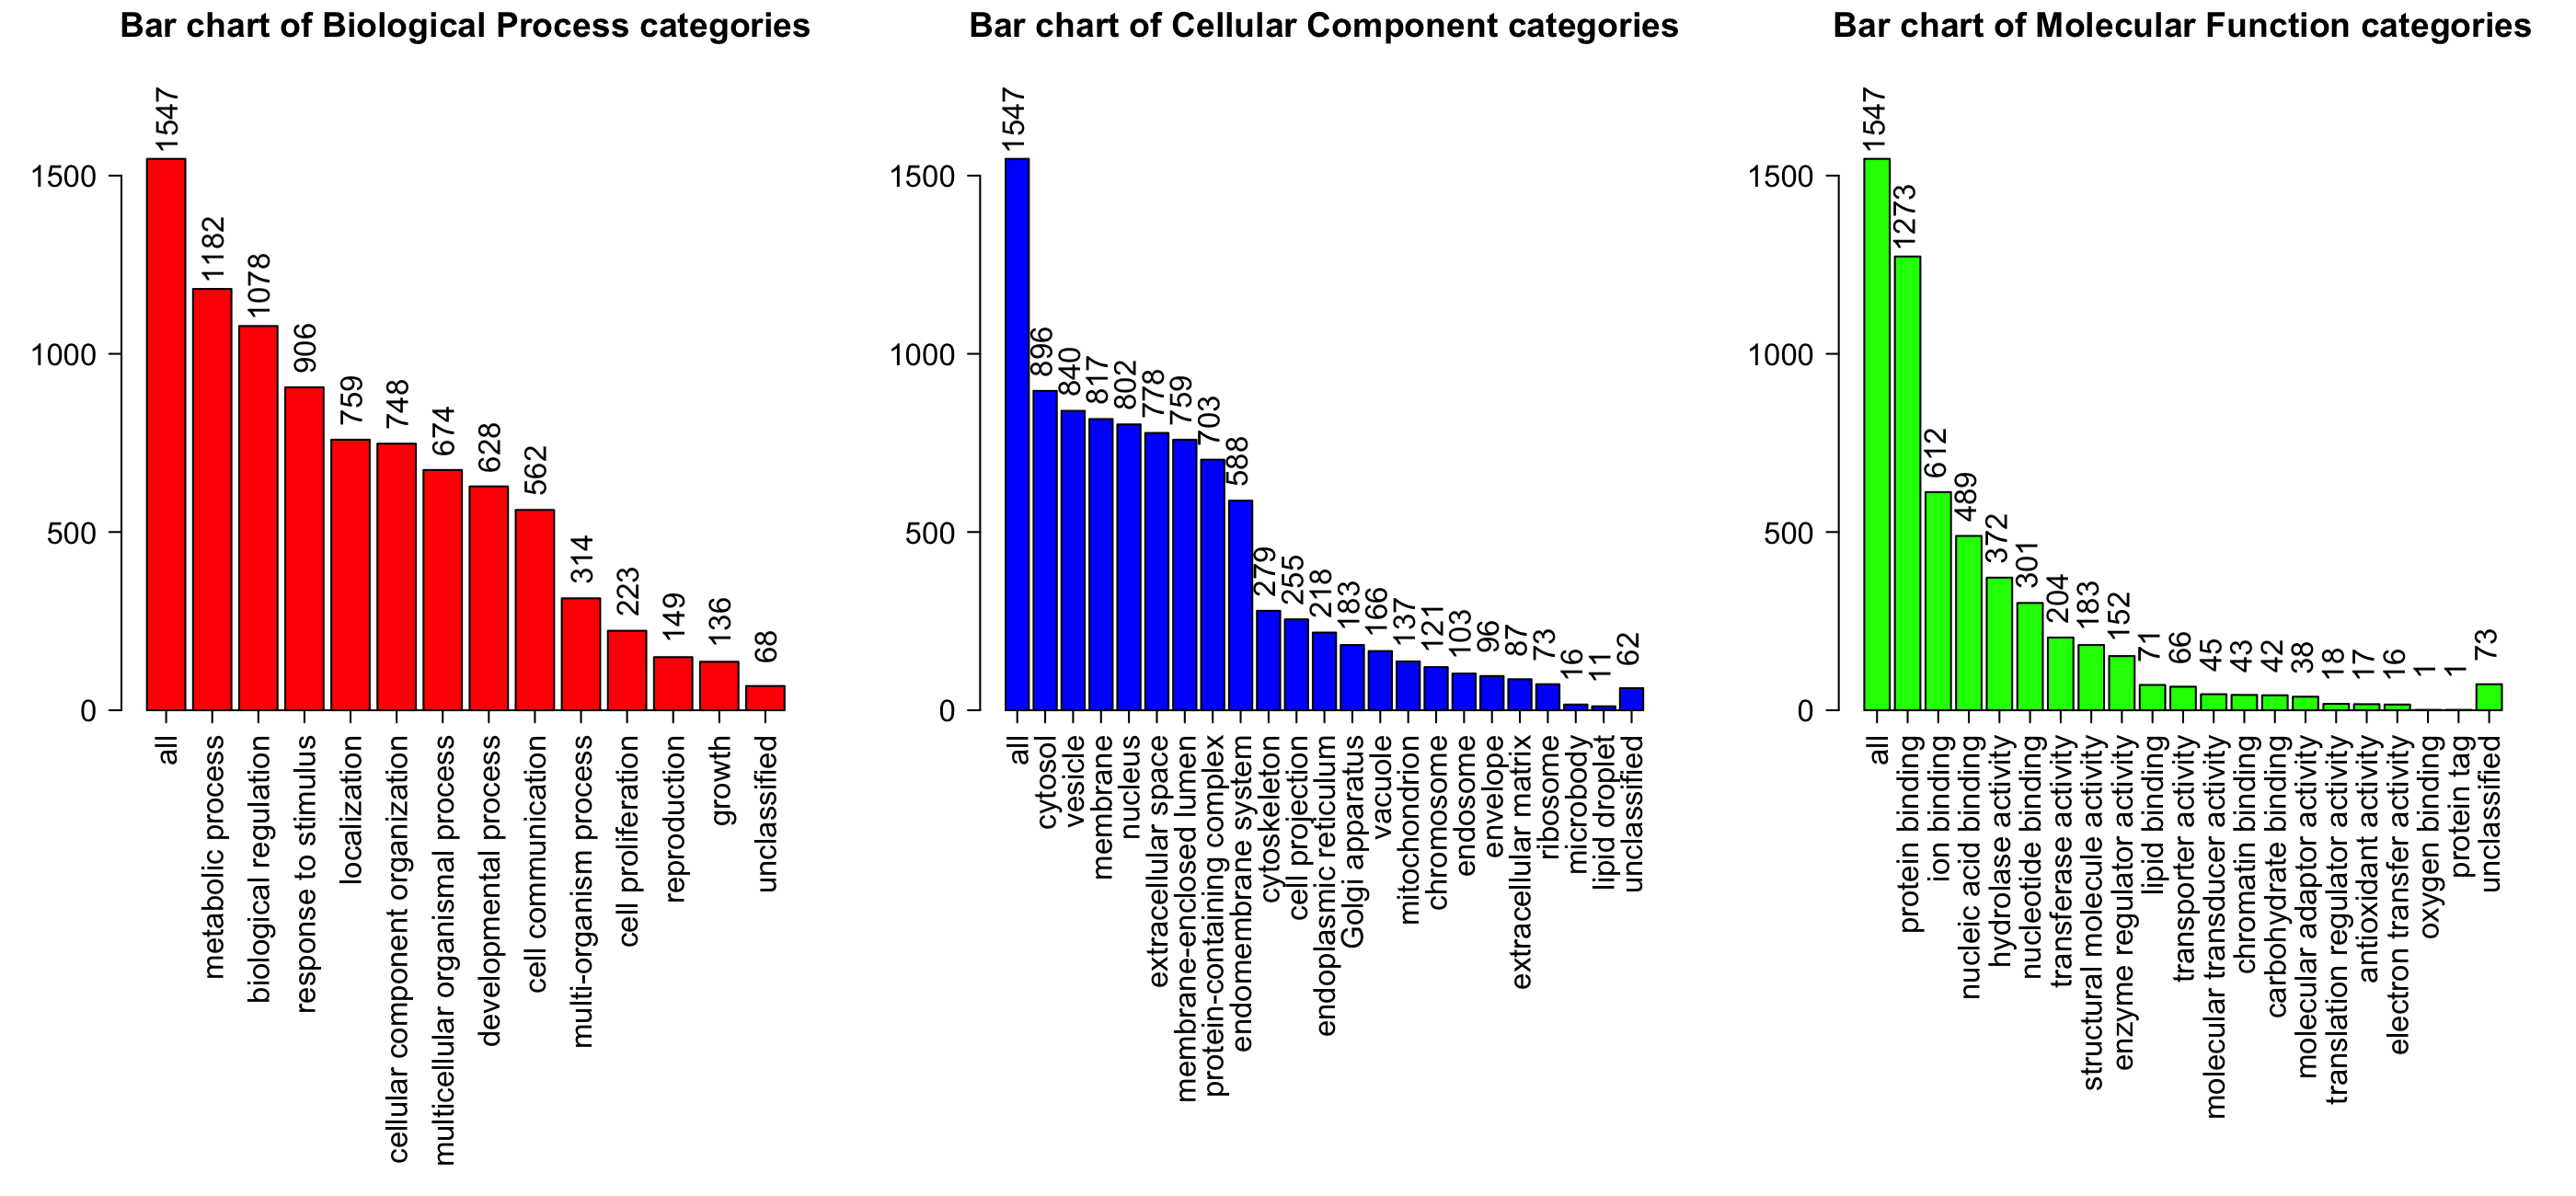 Bar chart of Biological Process categories
1500
1000
500
0
1547
1182
1078
906
759
748
674
628
562
314
223
149
136
68
all
metabolic process
biological regulation
response to stimulus
localization
cellular component organization
multicellular organismal process
developmental process
cell communication
multi-organism process
cell proliferation
reproduction
growth
unclassified
Bar chart of Cellular Component categories
1500
1000
500
0
1547
896
840
817
802
778
759
703
588
279
255
218
183
166
137
121
103
96
87
73
16
11
62
all
cytosol
vesicle
membrane
nucleus
extracellular space
membrane-enclosed lumen
protein-containing complex
endomembrane system
cytoskeleton
cell projection
endoplasmic reticulum
Golgi apparatus
vacuole
mitochondrion
chromosome
endosome
envelope
extracellular matrix
ribosome
microbody
lipid droplet
unclassified
Bar chart of Molecular Function categories
1500
1000
500
0
1547
1273
612
489
372
301
204
183
152
71
66
45
43
42
38
18
17
16
1
1
73
all
protein binding
ion binding
nucleic acid binding
hydrolase activity
nucleotide binding
transferase activity
structural molecule activity
enzyme regulator activity
lipid binding
transporter activity
molecular transducer activity
chromatin binding
carbohydrate binding
molecular adaptor activity
translation regulator activity
antioxidant activity
electron transfer activity
oxygen binding
protein tag
unclassified